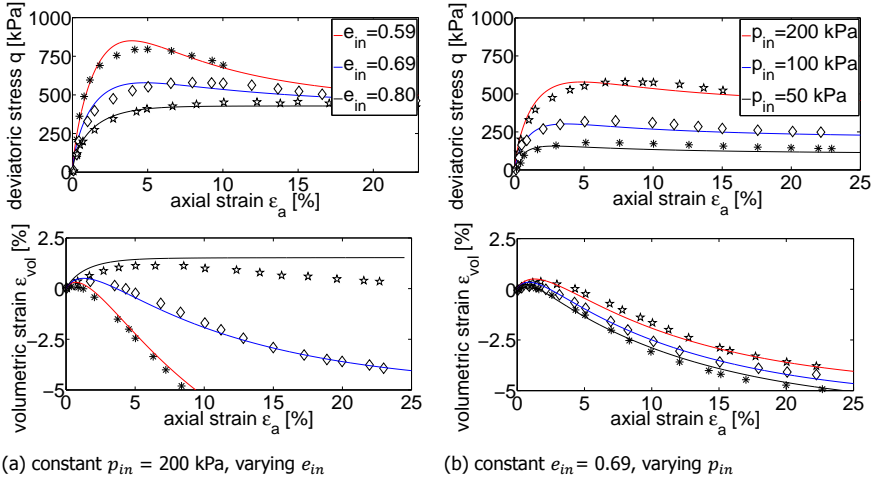 deviatoric stress q [kPa]
1000
750
500
250
0
0 5 10 15 20
axial strain εa [%]
e_in=0.59
e_in=0.69
e_in=0.80
deviatoric stress q [kPa]
1000
750
500
250
0
0 5 10 15 20 25
axial strain εa [%]
p_in=200 kPa
p_in=100 kPa
p_in=50 kPa
volumetric strain ε_vol [%]
2.5
0
−2.5
−5
0 5 10 15 20 25
axial strain εa [%]
volumetric strain ε_vol [%]
2.5
0
−2.5
−5
0 5 10 15 20 25
axial strain εa [%]
(a) constant p_in = 200 kPa, varying e_in
(b) constant e_in = 0.69, varying p_in